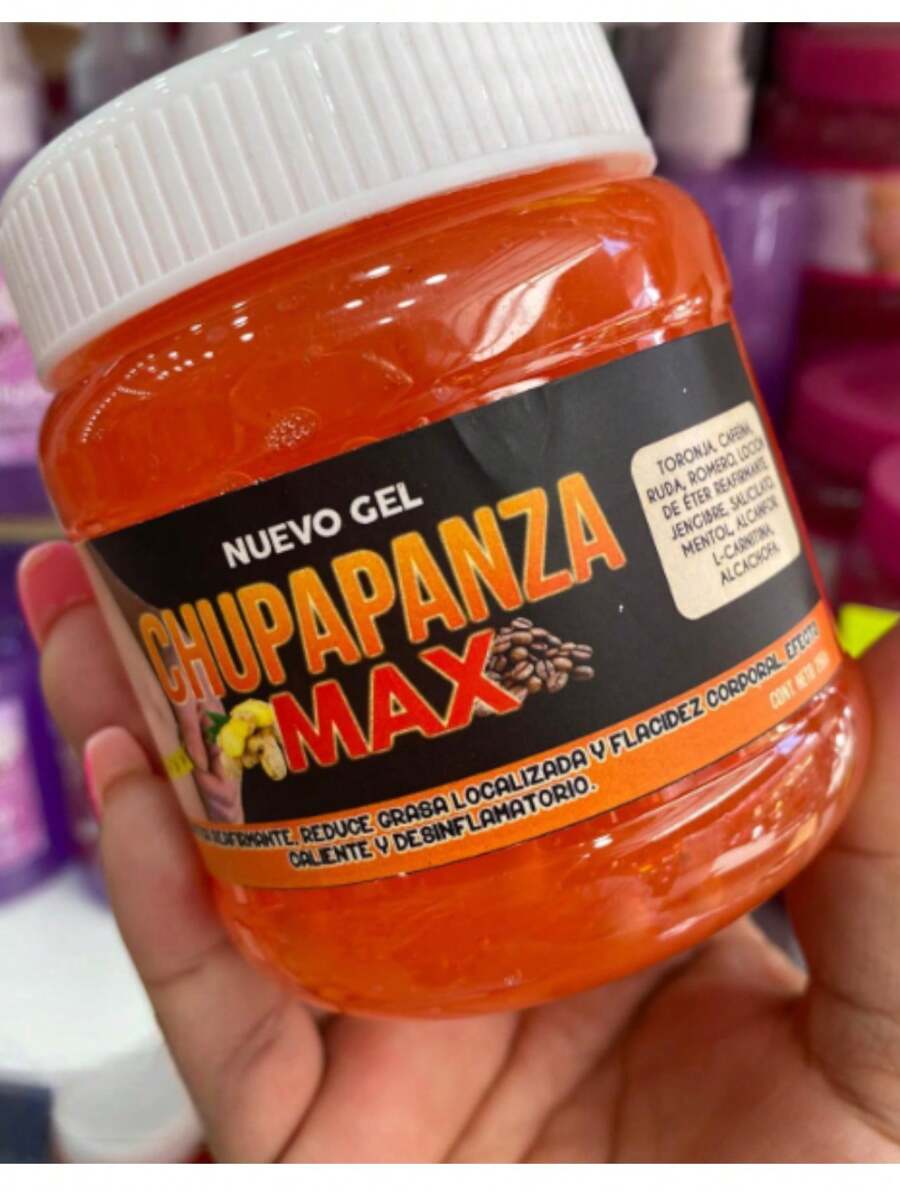 NUEVO GEL
CHUPAPANZA
MAX
TORONJA, CAFEINA,
RUDA, ROMERO, LOCION
DE ÉTER REAFIRMANTE,
JENGIBRE, SALICILATO,
MENTOL, ALCANFOR,
L-CARNITINA,
ALCACHOFA.
REAFIRMANTE, REDUCE GRASA LOCALIZADA Y FLACIDEZ CORPORAL, EFECTO
CALIENTE Y DESINFLAMATORIO.
CONT. NETO